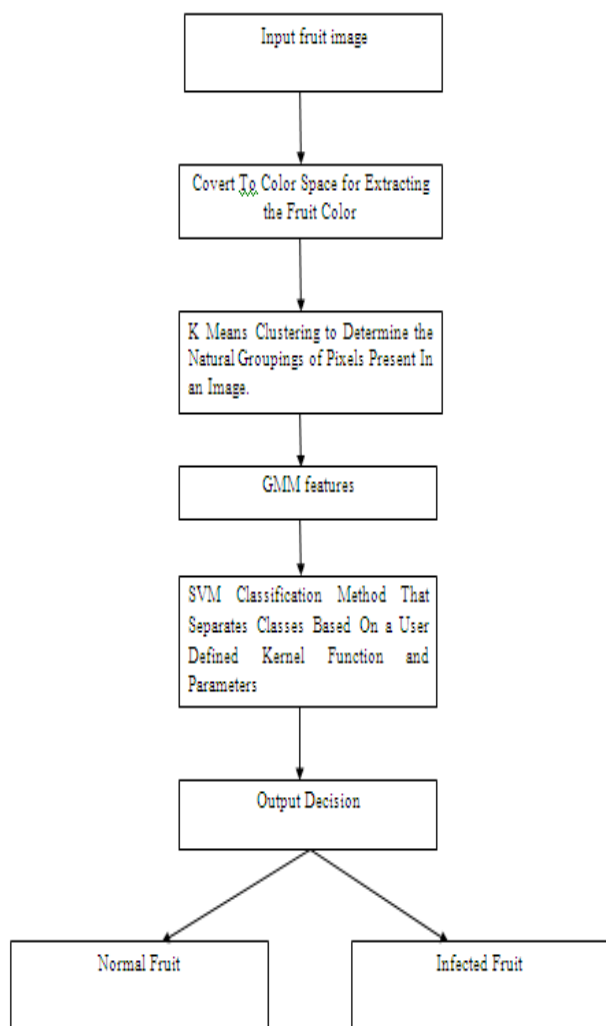 Input fruit image
Covert To Color Space for Extracting
the Fruit Color
K Means Clustering to Determine the
Natural Groupings of Pixels Present In
an Image.
GMM features
SVM Classification Method That
Separates Classes Based On a User
Defined Kernel Function and
Parameters
Output Decision
Normal Fruit
Infected Fruit